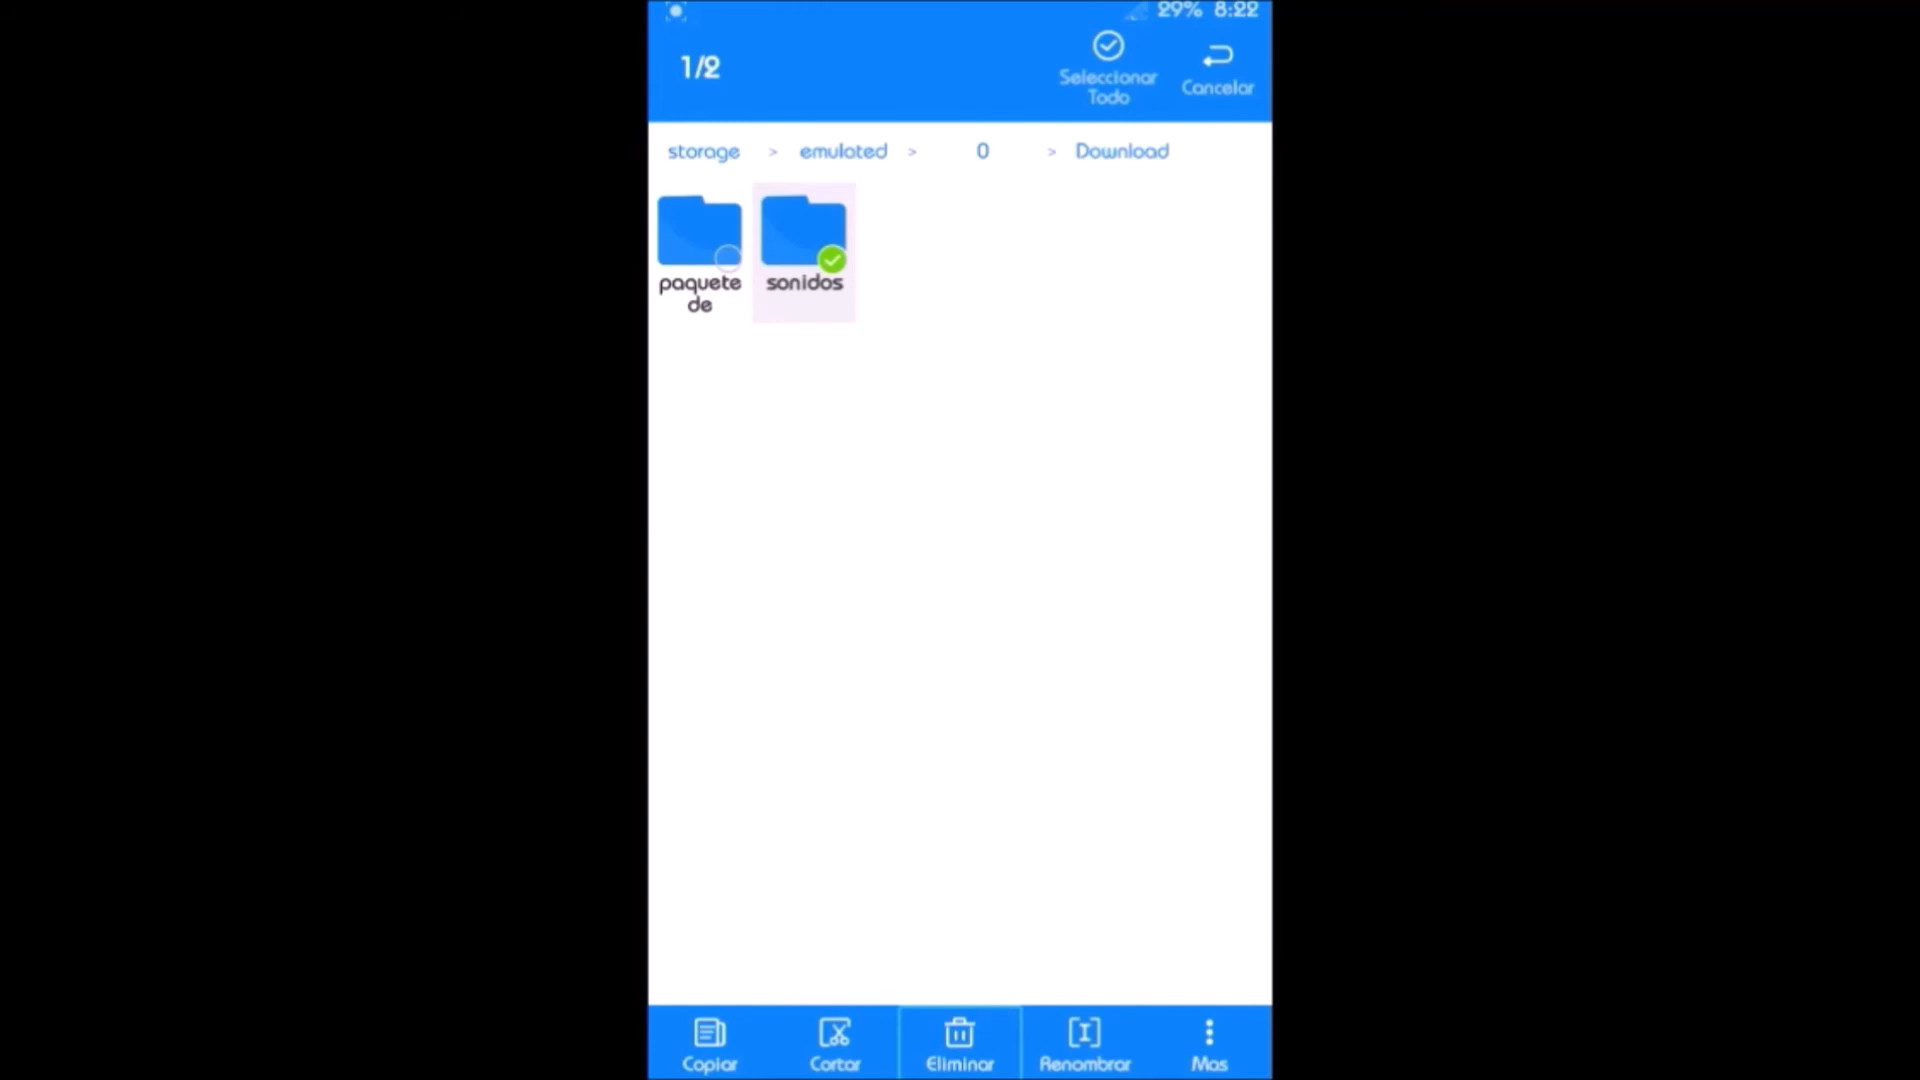 29% 8:22
1/2
Seleccionar
Todo
Cancelar
storage > emulated > 0 > Download
paquete
de
sonidos
Copiar
Cortar
Eliminar
Renombrar
Mas